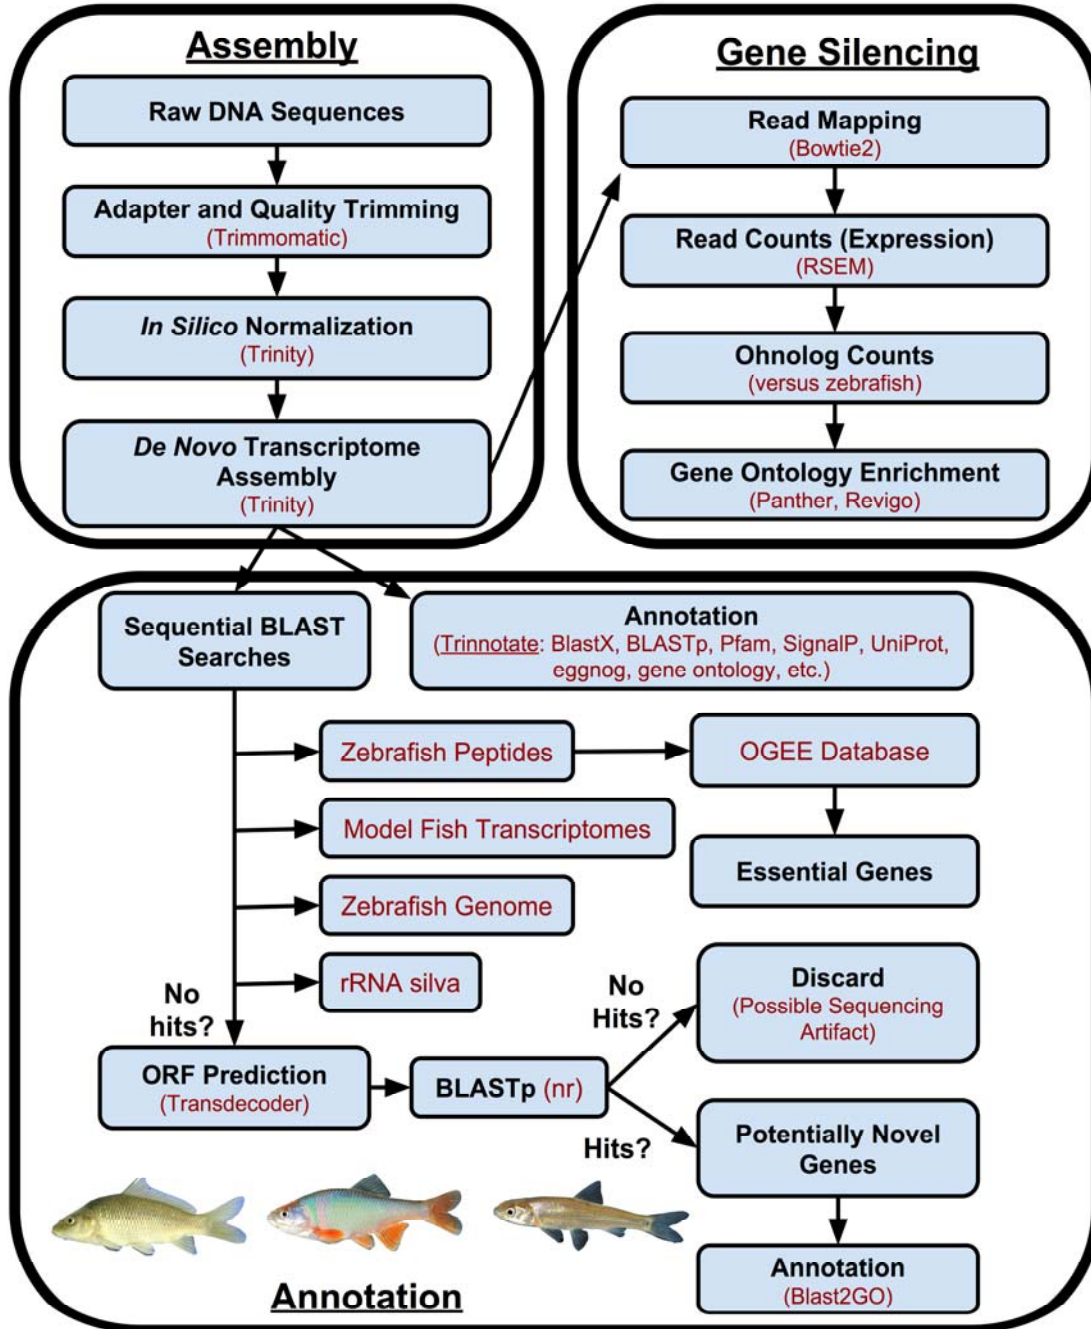 Assembly
Raw DNA Sequences
Adapter and Quality Trimming
(Trimmomatic)
In Silico Normalization
(Trinity)
De Novo Transcriptome
Assembly
(Trinity)
Gene Silencing
Read Mapping
(Bowtie2)
Read Counts (Expression)
(RSEM)
Ohnolog Counts
(versus zebrafish)
Gene Ontology Enrichment
(Panther, Revigo)
Sequential BLAST
Searches
Annotation
(Trinnotate: BlastX, BLASTp, Pfam, SignalP, UniProt,
eggnog, gene ontology, etc.)
Zebrafish Peptides
OGEE Database
Model Fish Transcriptomes
Essential Genes
Zebrafish Genome
rRNA silva
No
hits?
ORF Prediction
(Transdecoder)
BLASTp (nr)
No
Hits?
Discard
(Possible Sequencing
Artifact)
Hits?
Potentially Novel
Genes
Annotation
(Blast2GO)
Annotation